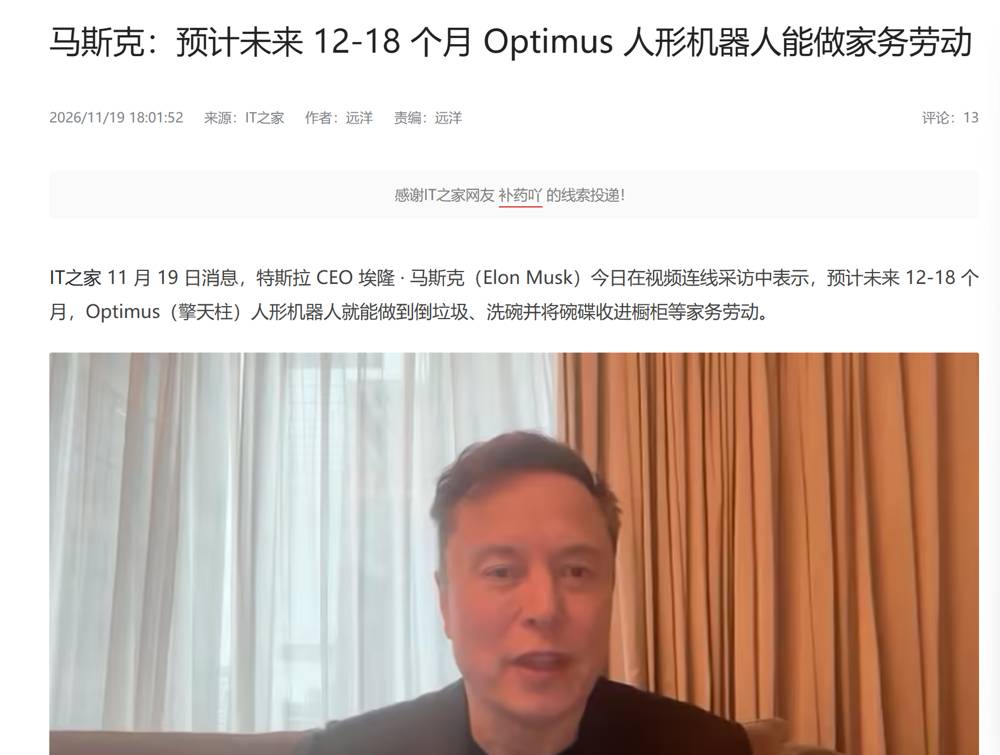 马斯克：预计未来 12-18 个月 Optimus 人形机器人能做家务劳动
2026/11/19 18:01:52 来源：IT之家 作者：远洋 责编：远洋 评论：13
感谢IT之家网友 补药吖 的线索投递！
IT之家 11 月 19 日消息，特斯拉 CEO 埃隆 · 马斯克（Elon Musk）今日在视频连线采访中表示，预计未来 12-18 个
月，Optimus（擎天柱）人形机器人就能做到倒垃圾、洗碗并将碗碟收进橱柜等家务劳动。